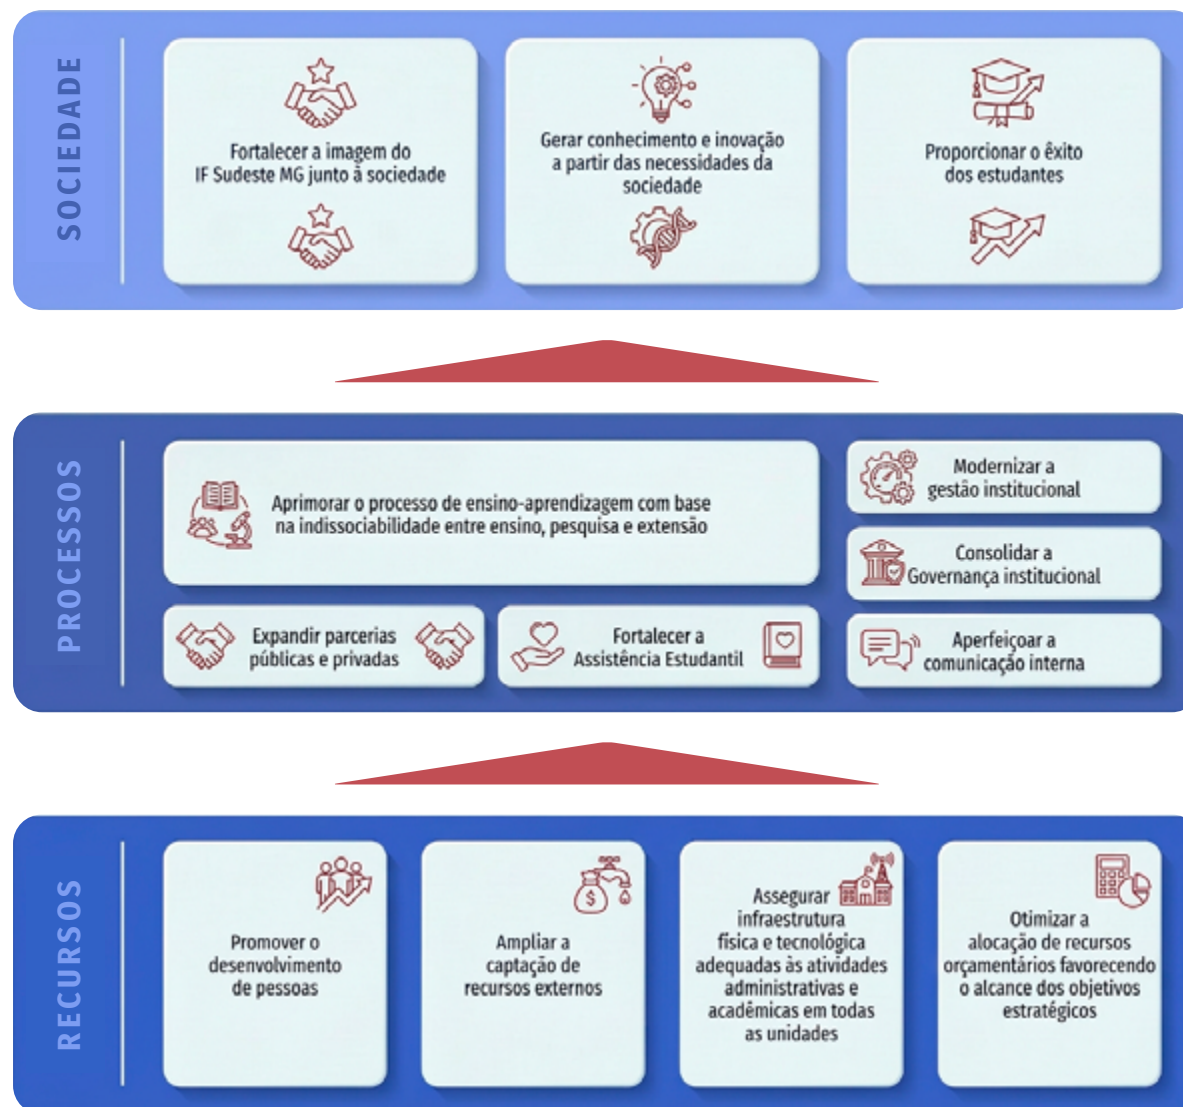 SOCIEDADE
Fortalecer a imagem do
IF Sudeste MG junto à sociedade
Gerar conhecimento e inovação
a partir das necessidades da
sociedade
Proporcionar o êxito
dos estudantes
PROCESSOS
Aprimorar o processo de ensino-aprendizagem com base
na indissociabilidade entre ensino, pesquisa e extensão
Expandir parcerias
públicas e privadas
Fortalecer a
Assistência Estudantil
Modernizar a
gestão institucional
Consolidar a
Governança institucional
Aperfeiçoar a
comunicação interna
RECURSOS
Promover o
desenvolvimento
de pessoas
$
Ampliar a
captação de
recursos externos
Assegurar
infraestrutura
física e tecnológica
adequadas às atividades
administrativas e
acadêmicas em todas
as unidades
Otimizar a
alocação de recursos
orçamentários favorecendo
o alcance dos objetivos
estratégicos